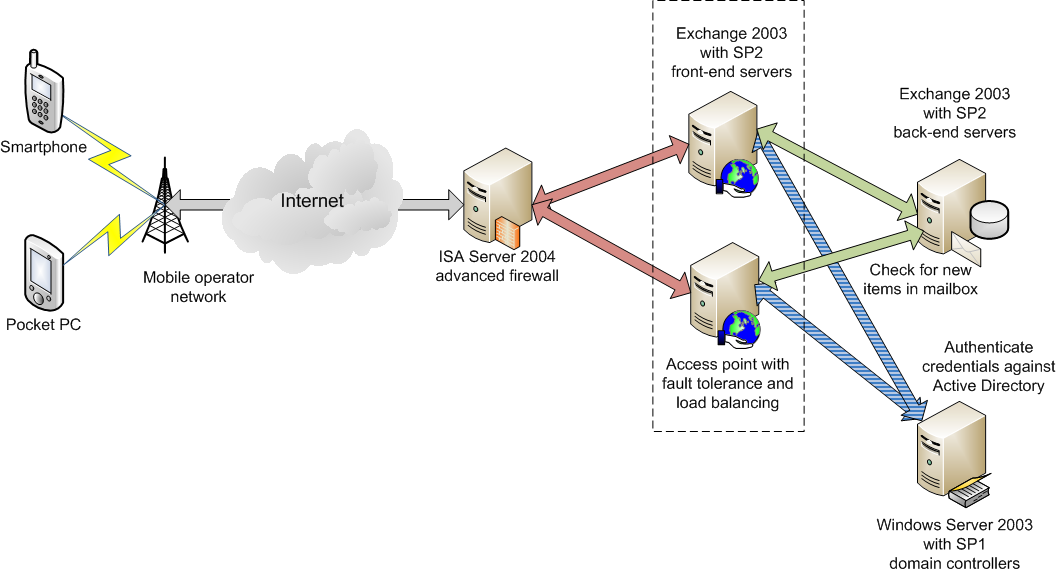 Smartphone
Pocket PC
Mobile operator
network
Internet
ISA Server 2004
advanced firewall
Exchange 2003
with SP2
front-end servers
Access point with
fault tolerance and
load balancing
Exchange 2003
with SP2
back-end servers
Check for new
items in mailbox
Authenticate
credentials against
Active Directory
Windows Server 2003
with SP1
domain controllers